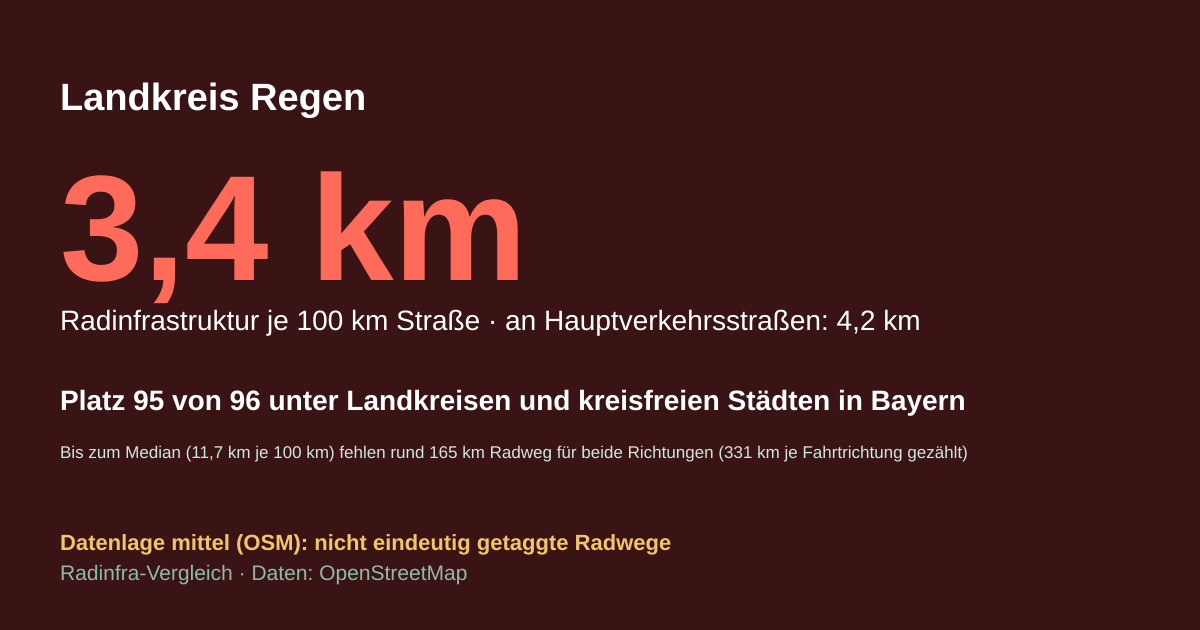 Landkreis Regen
3,4 km
Radinfrastruktur je 100 km Straße · an Hauptverkehrsstraßen: 4,2 km
Platz 95 von 96 unter Landkreisen und kreisfreien Städten in Bayern
Bis zum Median (11,7 km je 100 km) fehlen rund 165 km Radweg für beide Richtungen (331 km je Fahrtrichtung gezählt)
Datenlage mittel (OSM): nicht eindeutig getaggte Radwege
Radinfra-Vergleich · Daten: OpenStreetMap